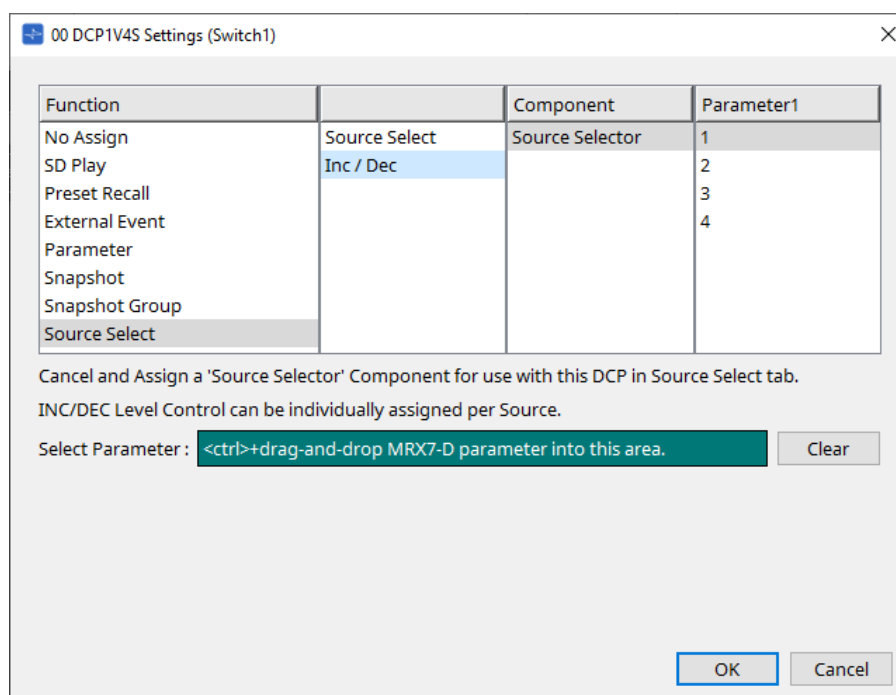 00 DCP1V4S Settings (Switch1)
Function Component Parameter1
No Assign Source Select Source Selector 1
SD Play Inc / Dec 2
Preset Recall 3
External Event 4
Parameter
Snapshot
Snapshot Group
Source Select
Cancel and Assign a 'Source Selector' Component for use with this DCP in Source Select tab.
INC/DEC Level Control can be individually assigned per Source.
Select Parameter : <ctrl>+drag-and-drop MRX7-D parameter into this area. Clear
OK Cancel